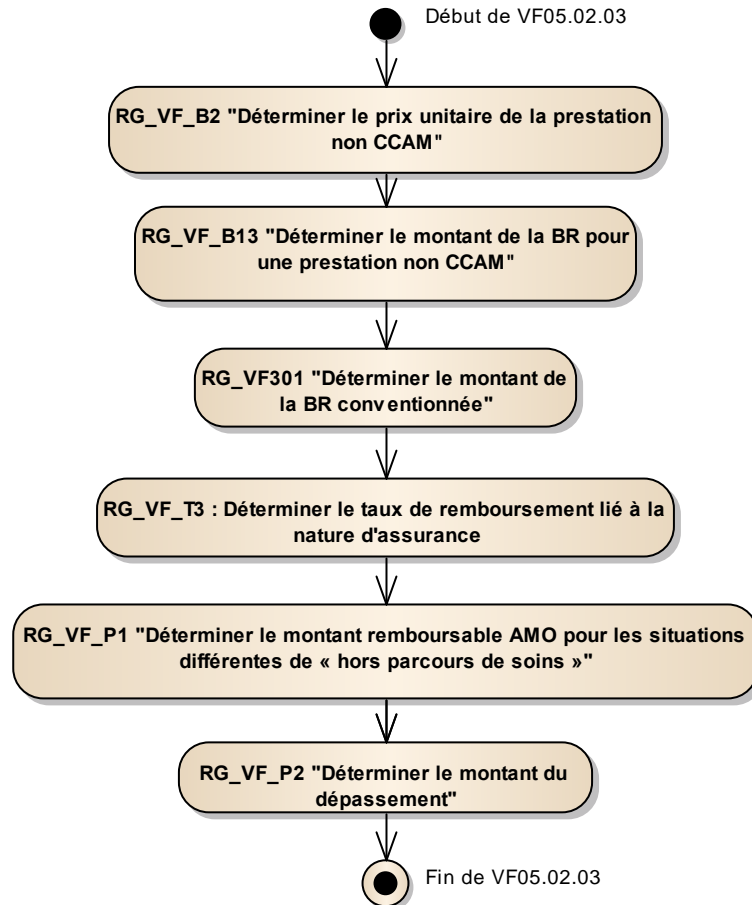 Début de VF05.02.03
RG_VF_B2 "Déterminer le prix unitaire de la prestation
non CCAM"
RG_VF_B13 "Déterminer le montant de la BR pour
une prestation non CCAM"
RG_VF301 "Déterminer le montant de
la BR conventionnée"
RG_VF_T3 : Déterminer le taux de remboursement lié à la
nature d'assurance
RG_VF_P1 "Déterminer le montant remboursable AMO pour les situations
différentes de « hors parcours de soins »"
RG_VF_P2 "Déterminer le montant du
dépassement"
Fin de VF05.02.03